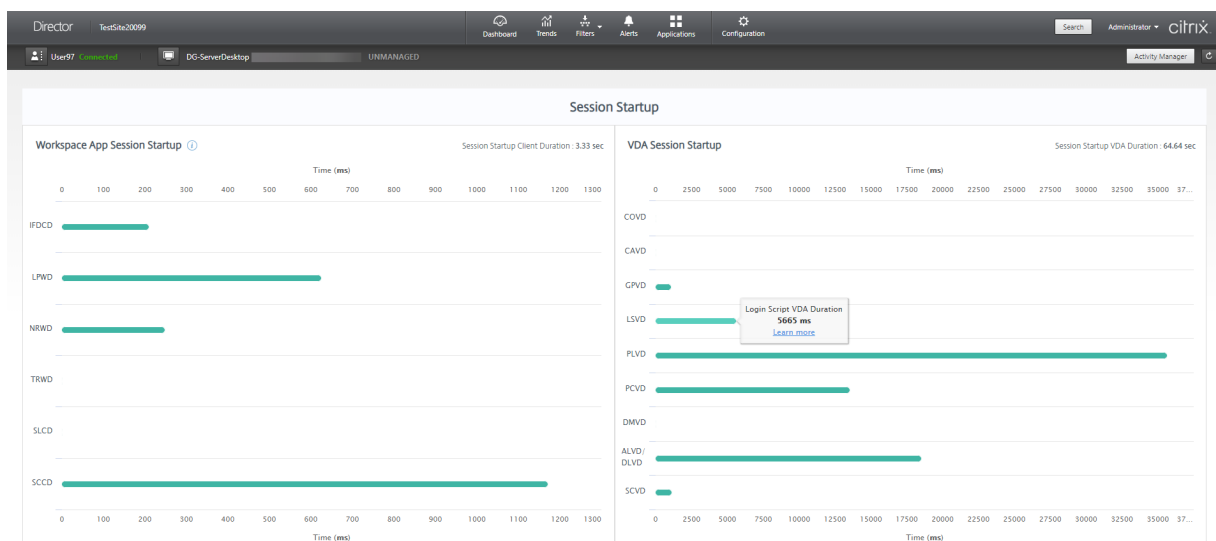 Director TestSite20099 Dashboard Trends Filters Alerts Applications Configuration Search Administrator citrix
User97 Connected DG-ServerDesktop UNMANAGED Activity Manager
Session Startup
Workspace App Session Startup Session Startup Client Duration : 3.33 sec
Time (ms)
0 100 200 300 400 500 600 700 800 900 1000 1100 1200 1300
IFDCD
LPWD
NRWD
TRWD
SLCD
SCCD
0 100 200 300 400 500 600 700 800 900 1000 1100 1200 1300
Time (ms)
VDA Session Startup Session Startup VDA Duration : 64.64 sec
Time (ms)
0 2500 5000 7500 10000 12500 15000 17500 20000 22500 25000 27500 30000 32500 35000 37...
COVD
CAVD
GPVD
LSVD
Login Script VDA Duration
5665 ms
Learn more
PLVD
PCVD
DMVD
ALVD/
DLVD
SCVD
0 2500 5000 7500 10000 12500 15000 17500 20000 22500 25000 27500 30000 32500 35000 37...
Time (ms)